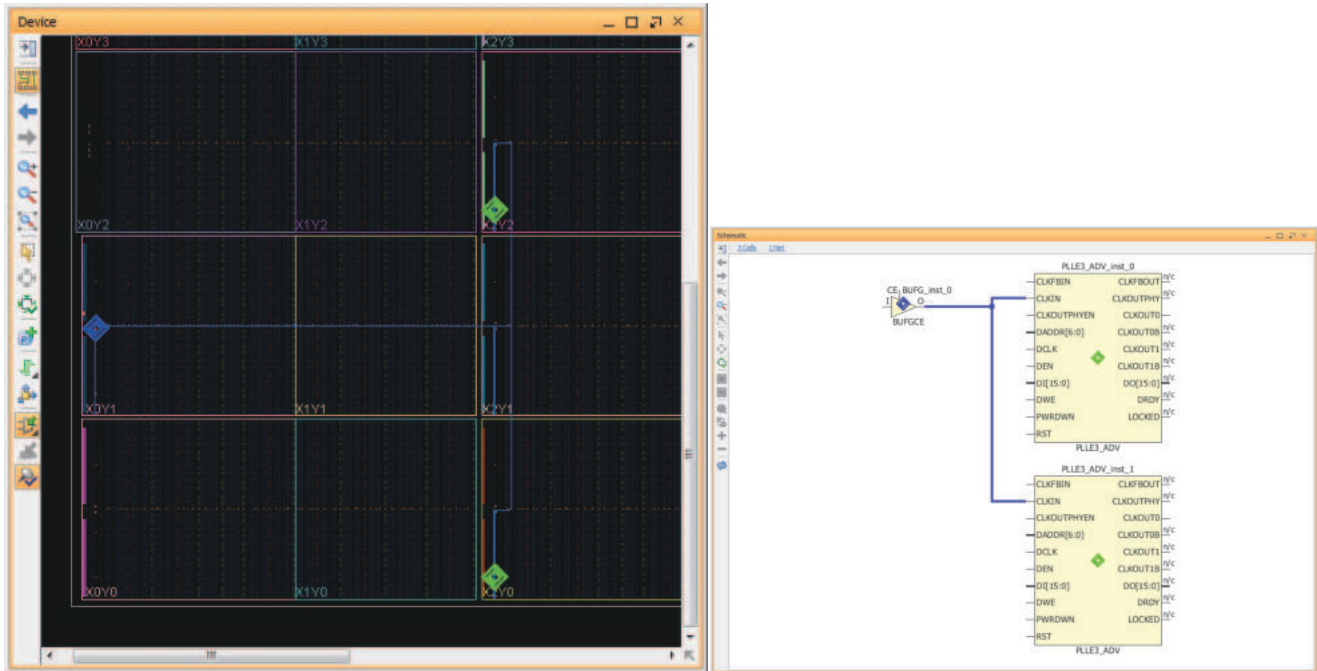 Device
X0Y3 X1Y3 X2Y3
X0Y2 X1Y2 X2Y2
X0Y1 X1Y1 X2Y1
X0Y0 X1Y0 X2Y0
Schematic
3 Cells 1 Net
CE BUFG_inst_0
I O
BUFGCE
PLLE3_ADV_inst_0
CLKFBIN CLKFBOUT n/c
CLKIN CLKOUTPHY n/c
CLKOUTPHYEN CLKOUT0
DADDR[6:0] CLKOUT0B n/c
DCLK CLKOUT1 n/c
DEN CLKOUT1B n/c
DI[15:0] DO[15:0] n/c
DWE DRDY n/c
PWRDWN LOCKED n/c
RST
PLLE3_ADV
PLLE3_ADV_inst_1
CLKFBIN CLKFBOUT n/c
CLKIN CLKOUTPHY n/c
CLKOUTPHYEN CLKOUT0
DADDR[6:0] CLKOUT0B n/c
DCLK CLKOUT1 n/c
DEN CLKOUT1B n/c
DI[15:0] DO[15:0] n/c
DWE DRDY n/c
PWRDWN LOCKED n/c
RST
PLLE3_ADV